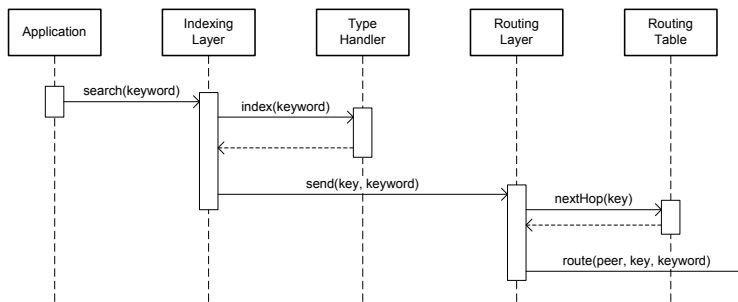 Application
Indexing
Layer
Type
Handler
Routing
Layer
Routing
Table
search(keyword)
index(keyword)
send(key, keyword)
nextHop(key)
route(peer, key, keyword)